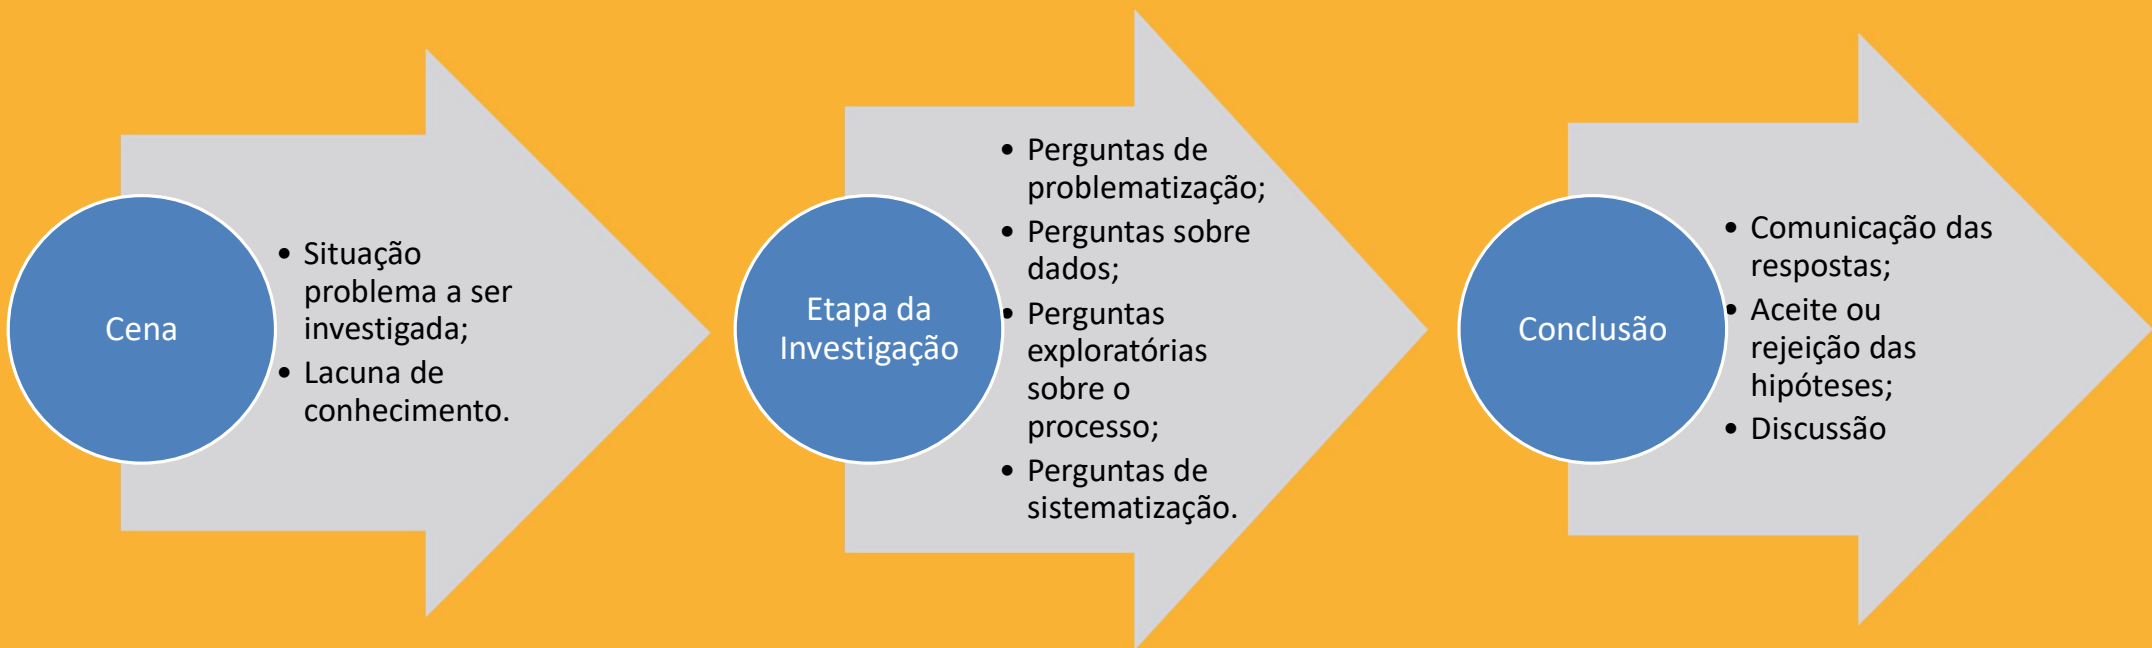 Cena
• Situação
problema a ser
investigada;
• Lacuna de
conhecimento.
Etapa da
Investigação
• Perguntas de
problematização;
• Perguntas sobre
dados;
• Perguntas
exploratórias
sobre o
processo;
• Perguntas de
sistematização.
Conclusão
• Comunicação das
respostas;
• Aceite ou
rejeição das
hipóteses;
• Discussão